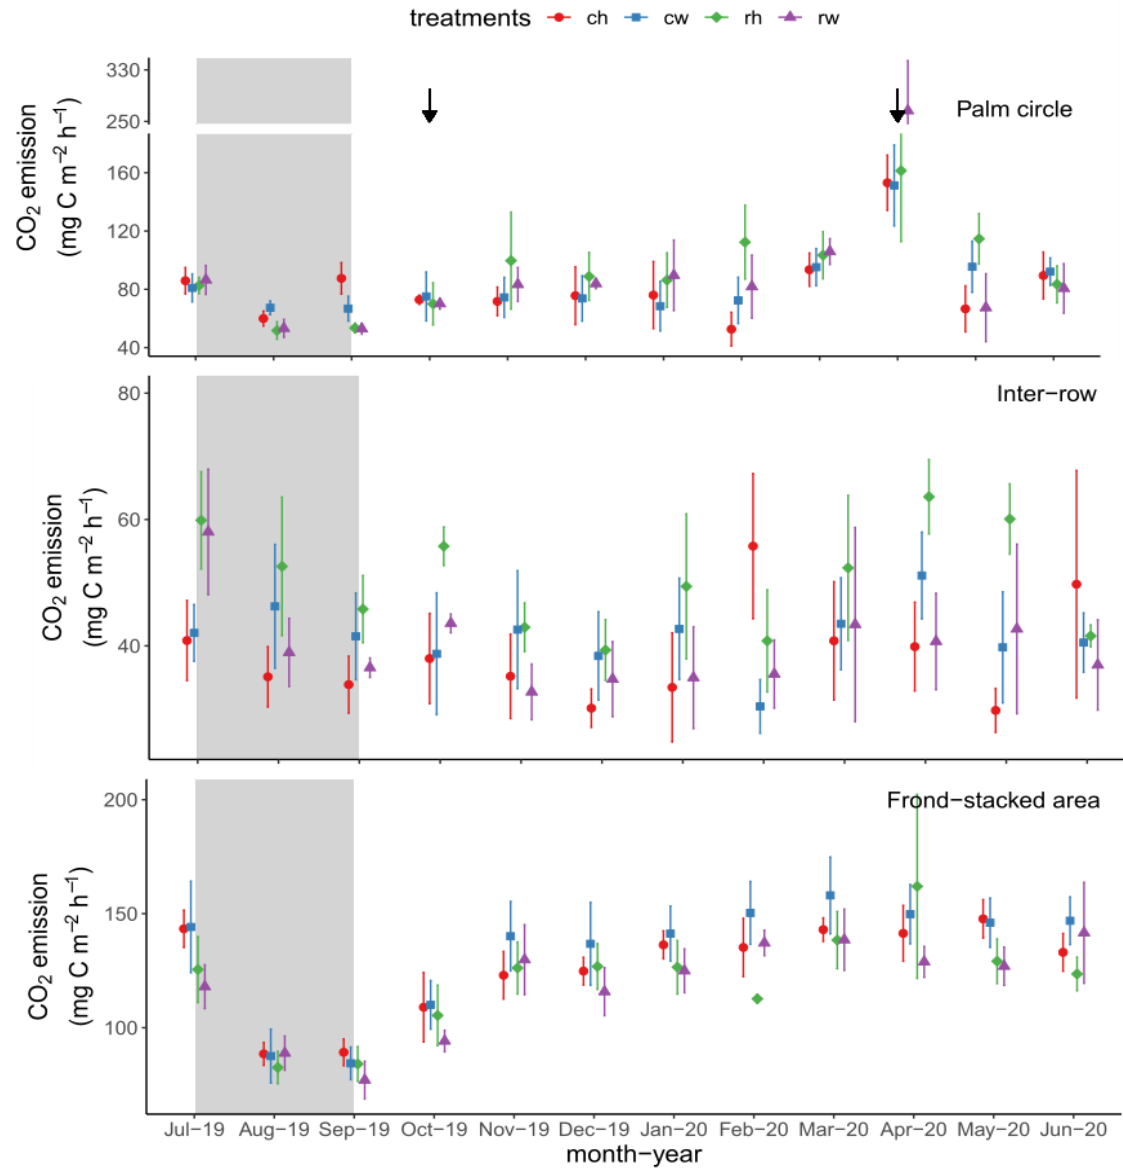 treatments ch cw rh rw
330
250
160
120
80
40
CO2 emission
(mg C m−2 h−1)
Palm circle
80
60
40
CO2 emission
(mg C m−2 h−1)
Inter−row
200
150
100
CO2 emission
(mg C m−2 h−1)
Frond−stacked area
Jul−19 Aug−19 Sep−19 Oct−19 Nov−19 Dec−19 Jan−20 Feb−20 Mar−20 Apr−20 May−20 Jun−20
month−year